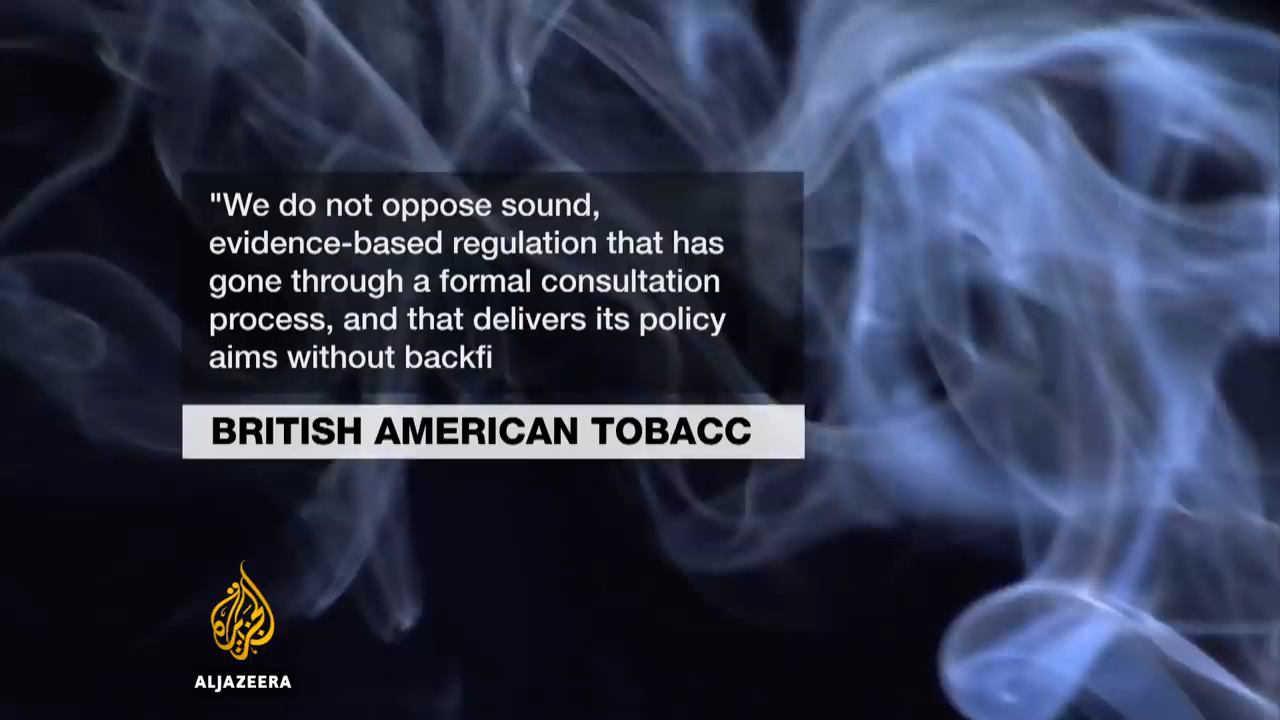 "We do not oppose sound,
evidence-based regulation that has
gone through a formal consultation
process, and that delivers its policy
aims without backfi
BRITISH AMERICAN TOBACC
الجزيرة
ALJAZEERA